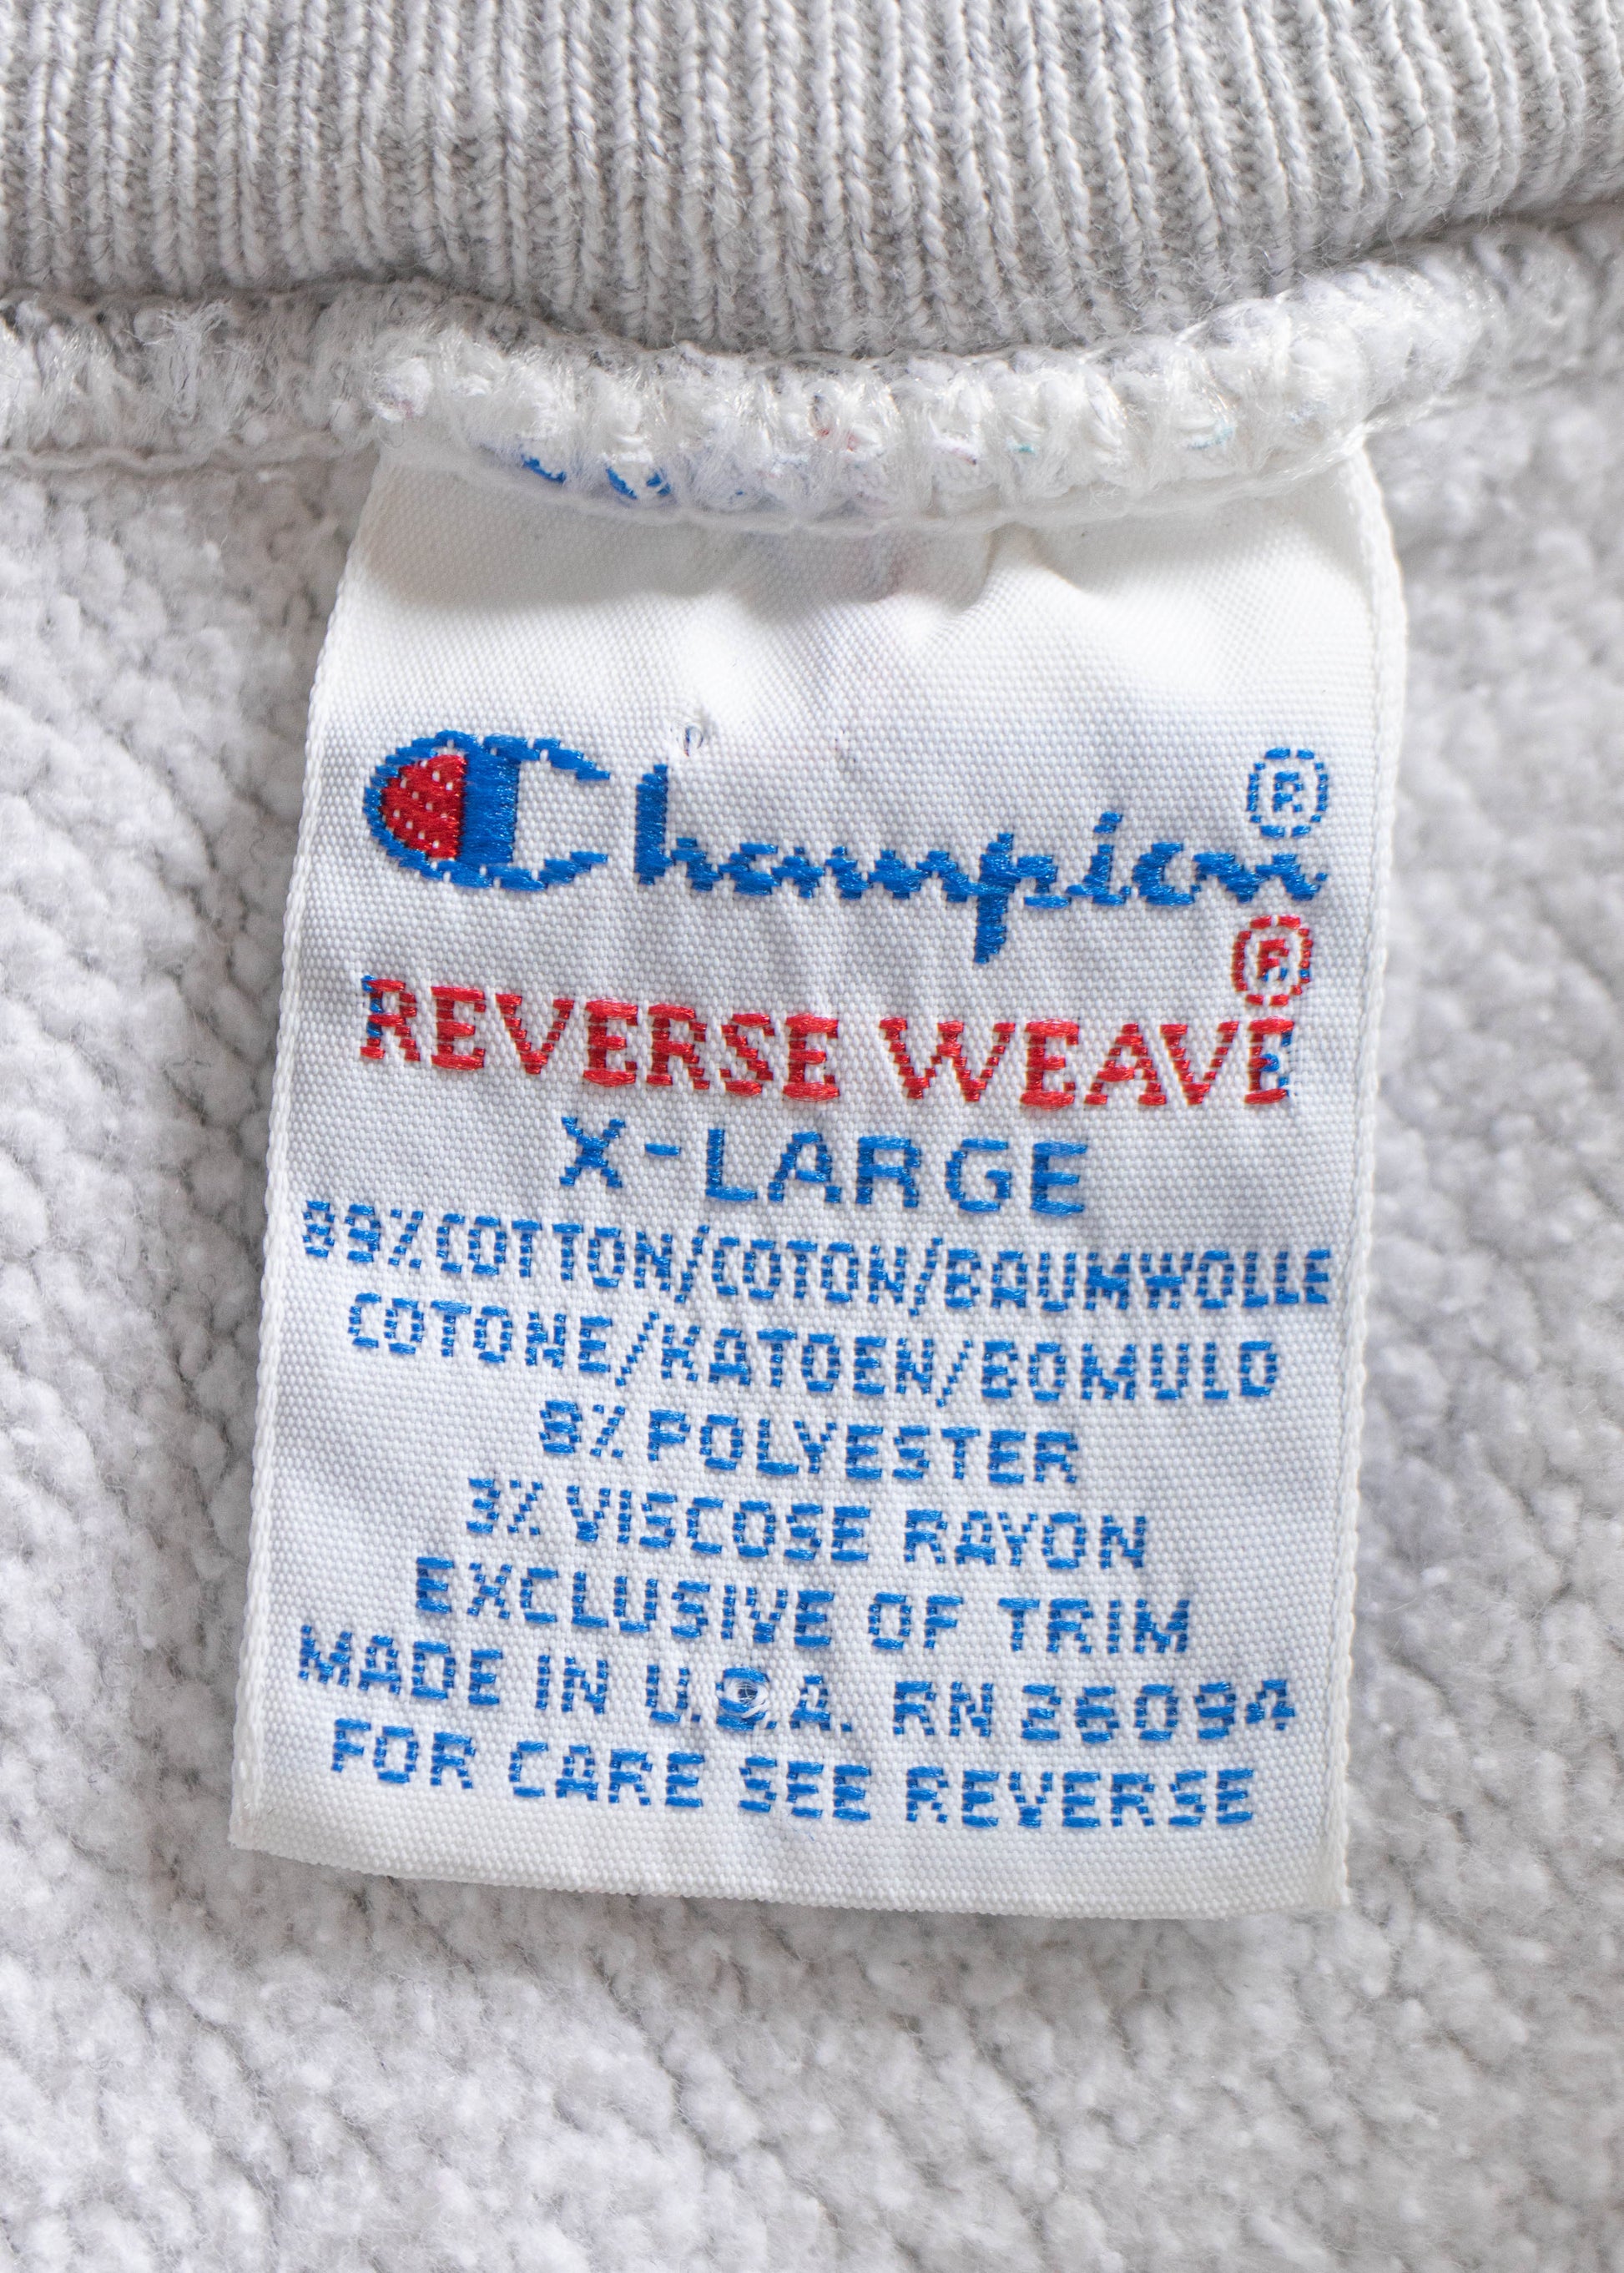 Champion®
REVERSE WEAVE®
X-LARGE
89% COTTON/COTON/BAUMWOLLE
COTONE/KATOEN/BOMULD
8% POLYESTER
3% VISCOSE RAYON
EXCLUSIVE OF TRIM
MADE IN U.S.A. RN 26094
FOR CARE SEE REVERSE